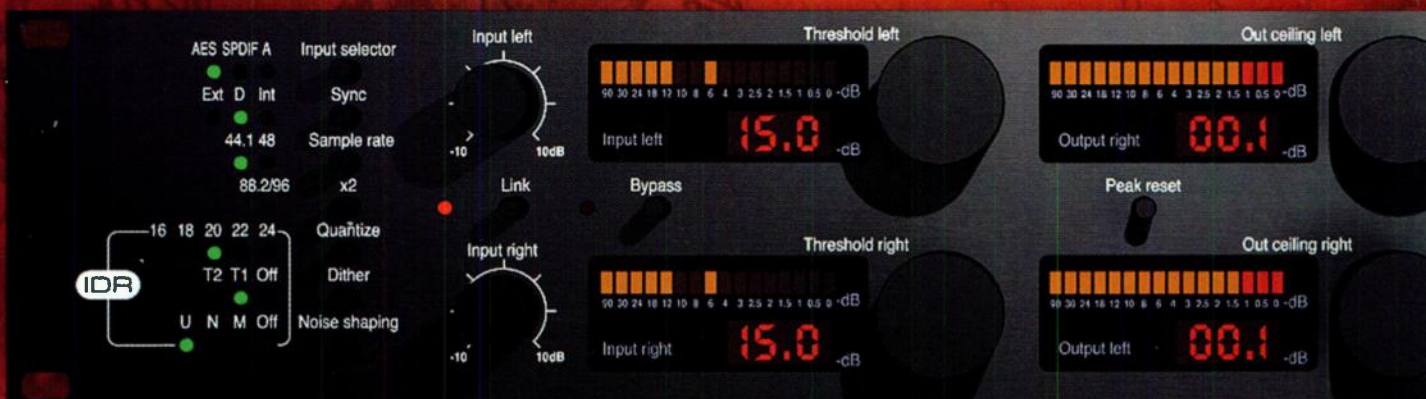 AES SPDIF A Input selector
Ext D Int Sync
44.1 48 Sample rate
88.2/96 x2
16 18 20 22 24 Quantize
T2 T1 Off Dither
U N M Off Noise shaping
IDR
Input left
-10 10dB
Link
Bypass
Input right
-10 10dB
Threshold left
90 30 24 18 12 10 8 6 4 3 2.5 2 1.5 1 0.5 0 -dB
Input left 15.0 -dB
Threshold right
90 30 24 18 12 10 8 6 4 3 2.5 2 1.5 1 0.5 0 -dB
Input right 15.0 -dB
Out ceiling left
90 30 24 18 12 10 8 6 4 3 2.5 2 1.5 1 0.5 0 -dB
Output right 00.1 -dB
Peak reset
Out ceiling right
90 30 24 18 12 10 8 6 4 3 2.5 2 1.5 1 0.5 0 -dB
Output left 00.1 -dB